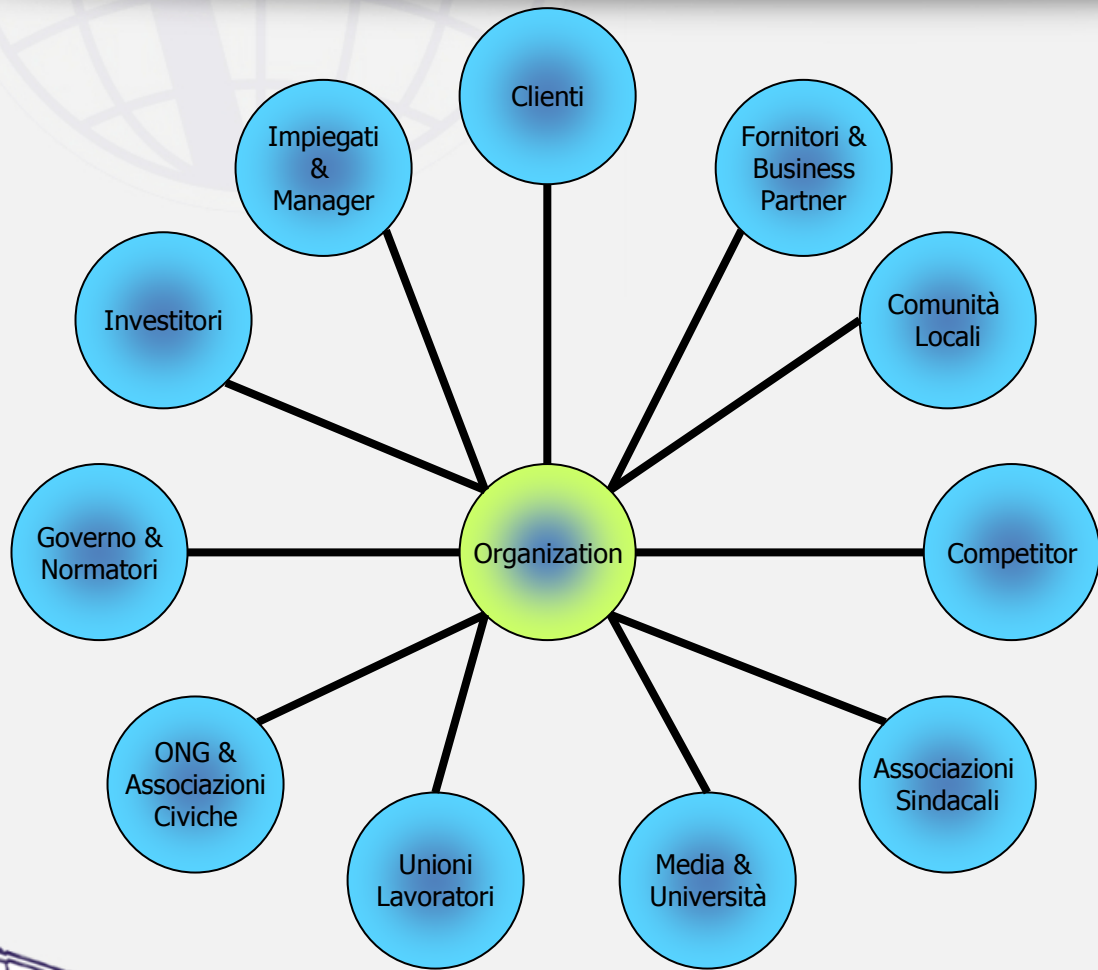 Clienti
Impiegati
&
Manager
Fornitori &
Business
Partner
Investitori
Comunità
Locali
Governo &
Normatori
Organization
Competitor
ONG &
Associazioni
Civiche
Associazioni
Sindacali
Unioni
Lavoratori
Media &
Università